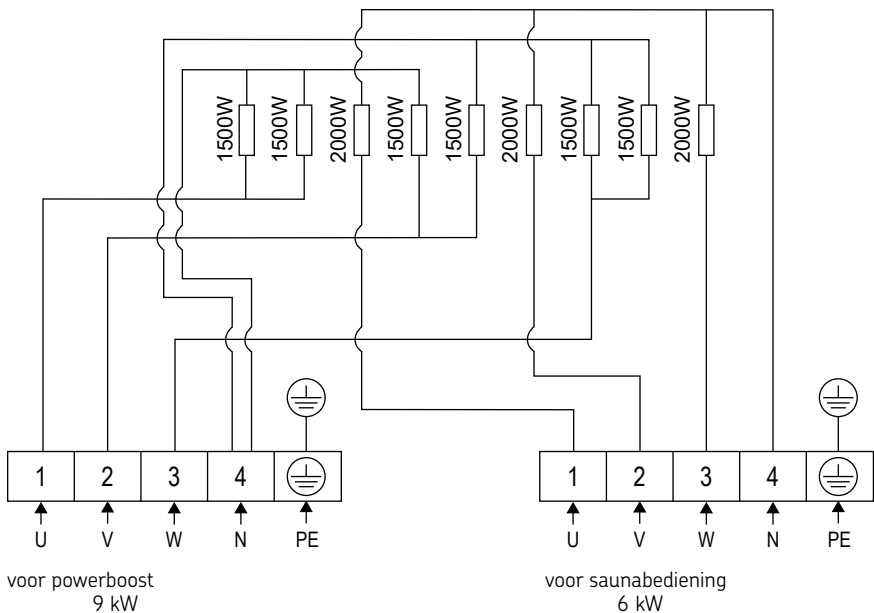 1500W 1500W 2000W 1500W 1500W 2000W 1500W 1500W 2000W
1 2 3 4
1 2 3 4
U V W N PE
U V W N PE
voor powerboost
9 kW
voor saunabediening
6 kW